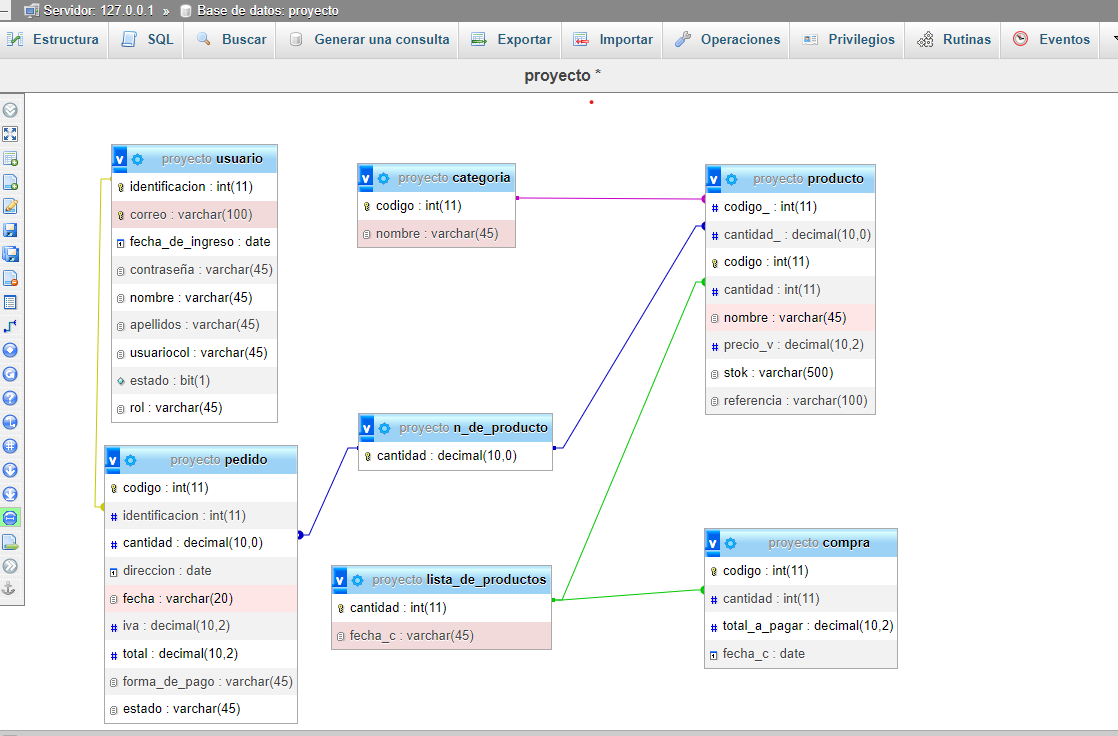 Servidor: 127.0.0.1 » Base de datos: proyecto
Estructura SQL Buscar Generar una consulta Exportar Importar Operaciones Privilegios Rutinas Eventos
proyecto *
v proyecto usuario
identificacion : int(11)
correo : varchar(100)
fecha_de_ingreso : date
contraseña : varchar(45)
nombre : varchar(45)
apellidos : varchar(45)
usuariocol : varchar(45)
estado : bit(1)
rol : varchar(45)
v proyecto categoria
codigo : int(11)
nombre : varchar(45)
v proyecto producto
# codigo_ : int(11)
# cantidad_ : decimal(10,0)
codigo : int(11)
# cantidad : int(11)
nombre : varchar(45)
# precio_v : decimal(10,2)
stok : varchar(500)
referencia : varchar(100)
v proyecto n_de_producto
cantidad : decimal(10,0)
v proyecto pedido
codigo : int(11)
# identificacion : int(11)
# cantidad : decimal(10,0)
direccion : date
fecha : varchar(20)
# iva : decimal(10,2)
# total : decimal(10,2)
forma_de_pago : varchar(45)
estado : varchar(45)
v proyecto lista_de_productos
cantidad : int(11)
fecha_c : varchar(45)
v proyecto compra
codigo : int(11)
# cantidad : int(11)
# total_a_pagar : decimal(10,2)
fecha_c : date